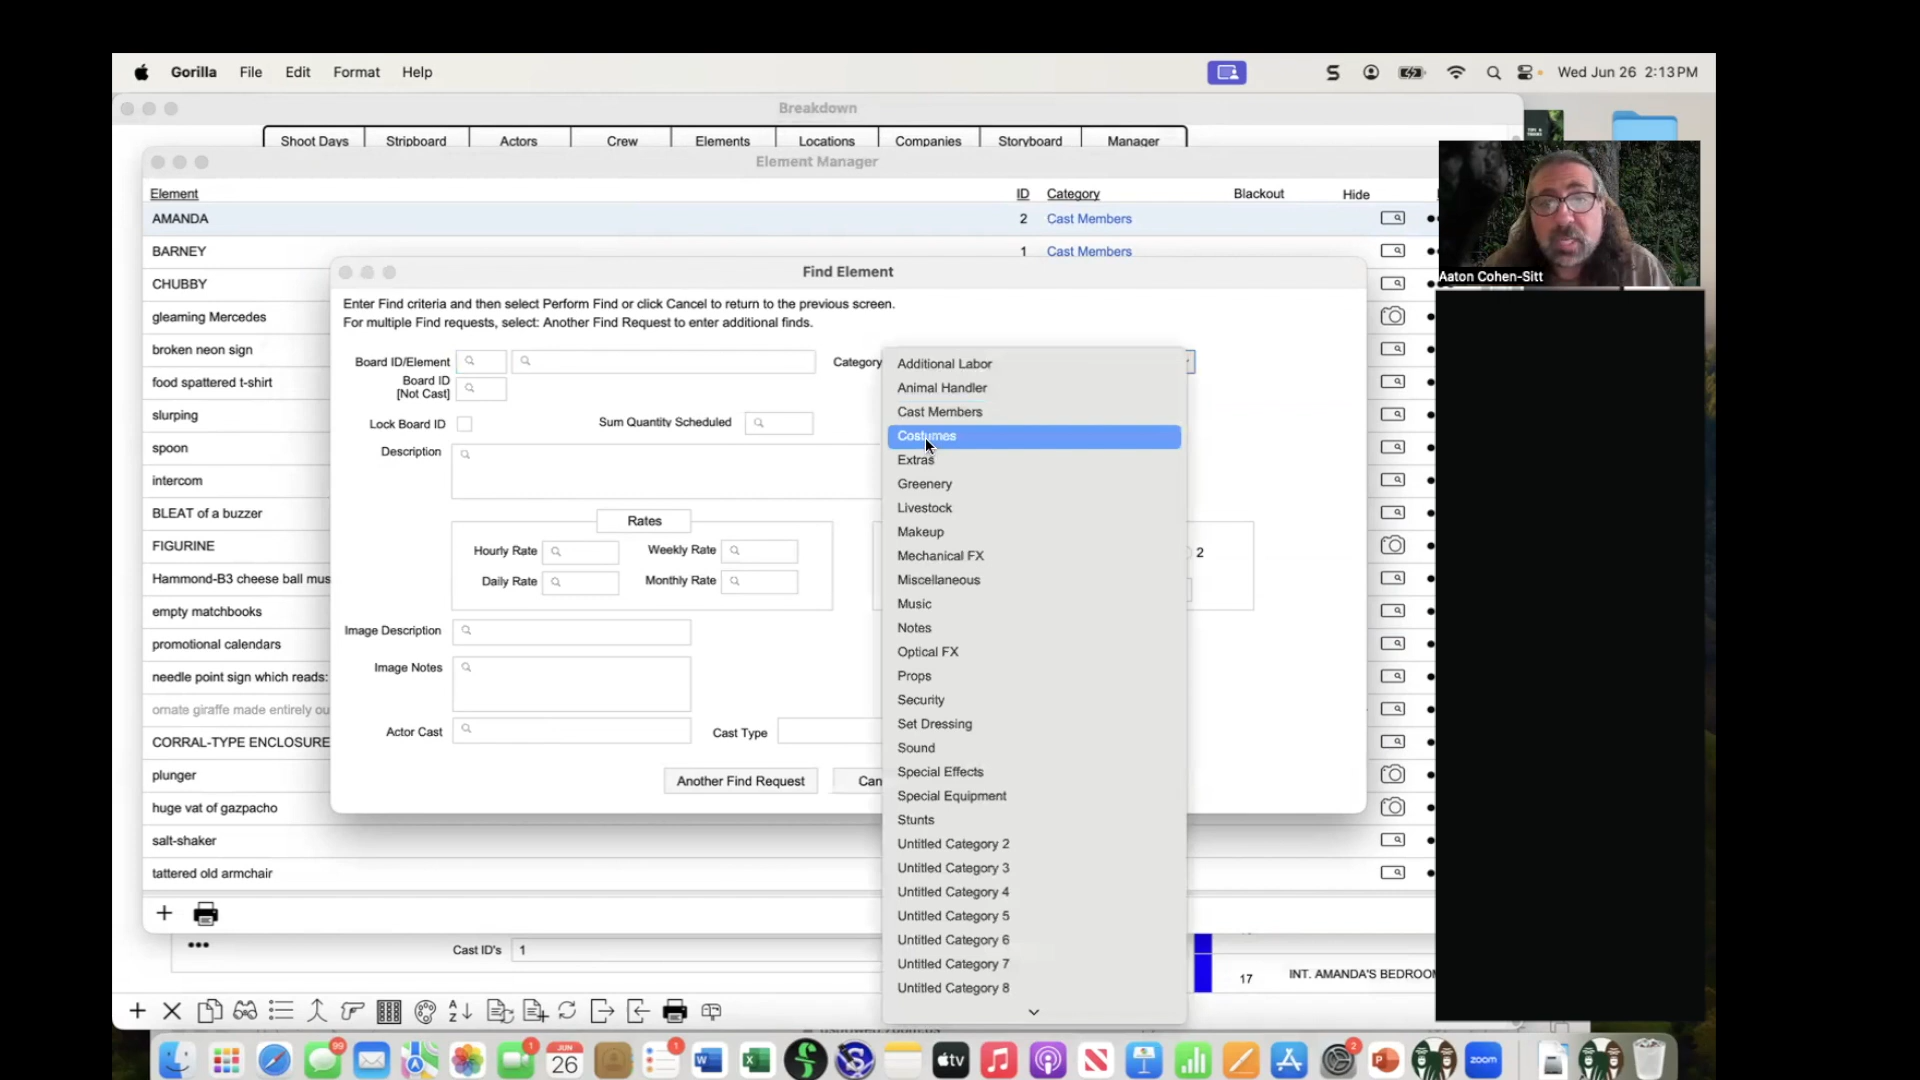 Gorilla File Edit Format Help Wed Jun 26 2:13 PM
Breakdown
Shoot Days Stripboard Actors Crew Elements Locations Companies Storyboard Manager
Element Manager
Element ID Category Blackout Hide
AMANDA 2 Cast Members
BARNEY 1 Cast Members
CHUBBY
gleaming Mercedes
broken neon sign
food spattered t-shirt
slurping
spoon
intercom
BLEAT of a buzzer
FIGURINE
Hammond-B3 cheese ball mus
empty matchbooks
promotional calendars
needle point sign which reads:
ornate giraffe made entirely ou
CORRAL-TYPE ENCLOSURE
plunger
huge vat of gazpacho
salt-shaker
tattered old armchair
Find Element
Enter Find criteria and then select Perform Find or click Cancel to return to the previous screen.
For multiple Find requests, select: Another Find Request to enter additional finds.
Board ID/Element
Category
Board ID
[Not Cast]
Lock Board ID
Sum Quantity Scheduled
Description
Rates
Hourly Rate
Weekly Rate
Daily Rate
Monthly Rate
2
Image Description
Image Notes
Actor Cast
Cast Type
Another Find Request
Can
Additional Labor
Animal Handler
Cast Members
Costumes
Extras
Greenery
Livestock
Makeup
Mechanical FX
Miscellaneous
Music
Notes
Optical FX
Props
Security
Set Dressing
Sound
Special Effects
Special Equipment
Stunts
Untitled Category 2
Untitled Category 3
Untitled Category 4
Untitled Category 5
Untitled Category 6
Untitled Category 7
Untitled Category 8
Cast ID's 1
17 INT. AMANDA'S BEDROOM
Aaton Cohen-Sitt
99
1
JUN
26
1
tv
2
zoom